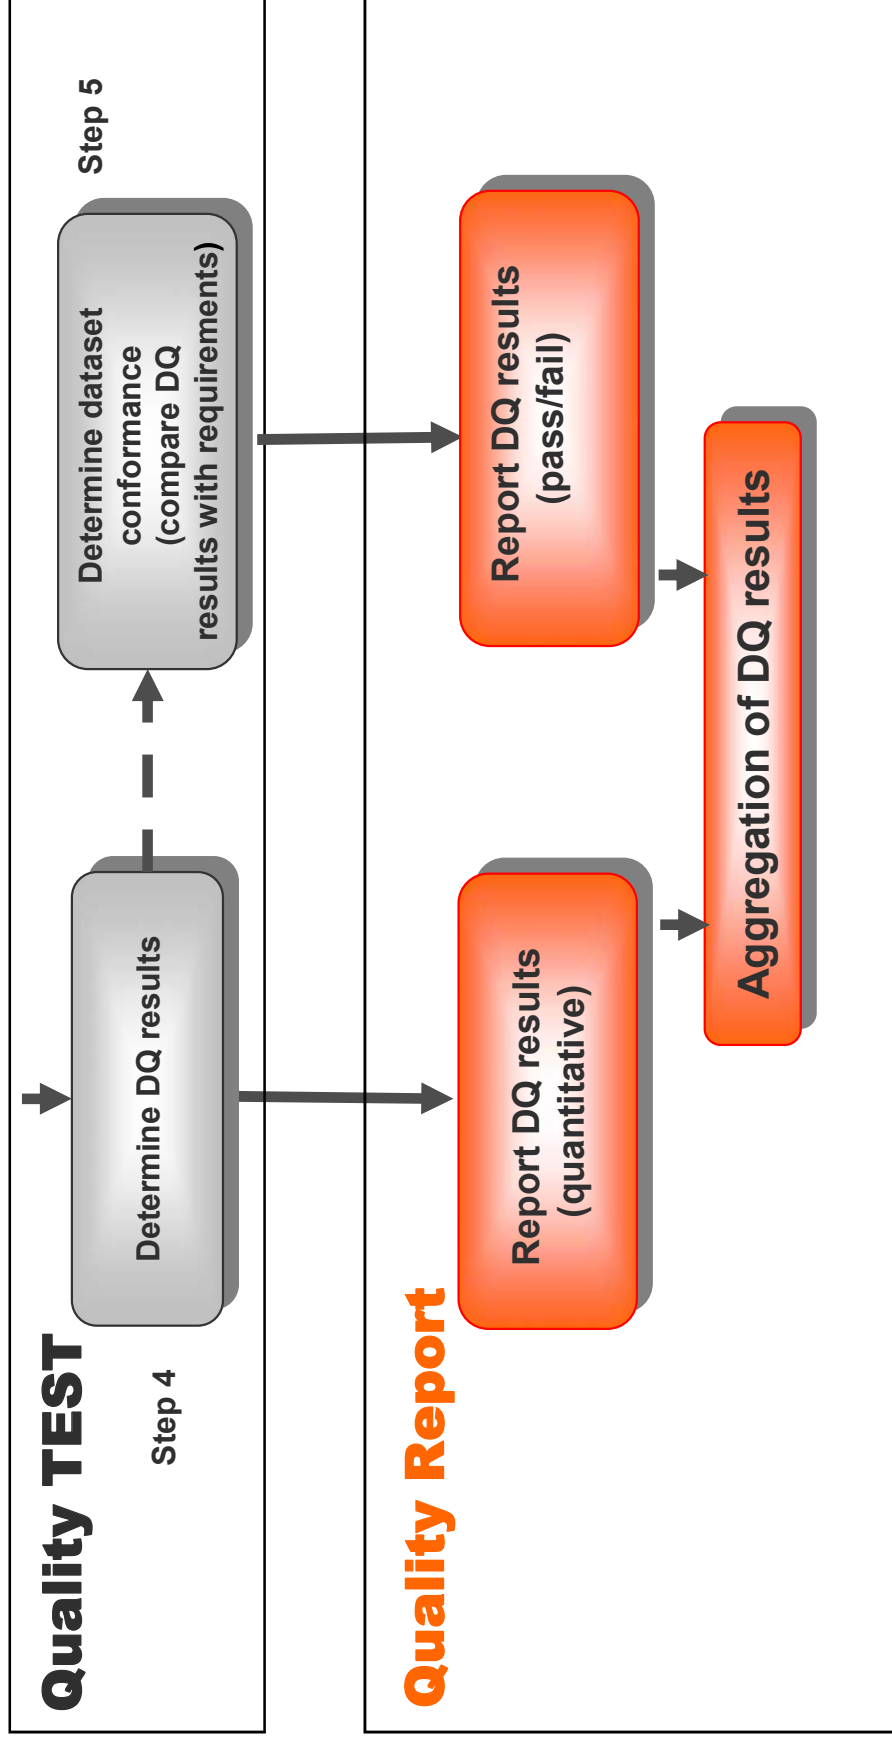 Quality TEST
Step 4
Determine DQ results
Determine dataset
conformance
(compare DQ
results with requirements)
Step 5
Quality Report
Report DQ results
(quantitative)
Report DQ results
(pass/fail)
Aggregation of DQ results